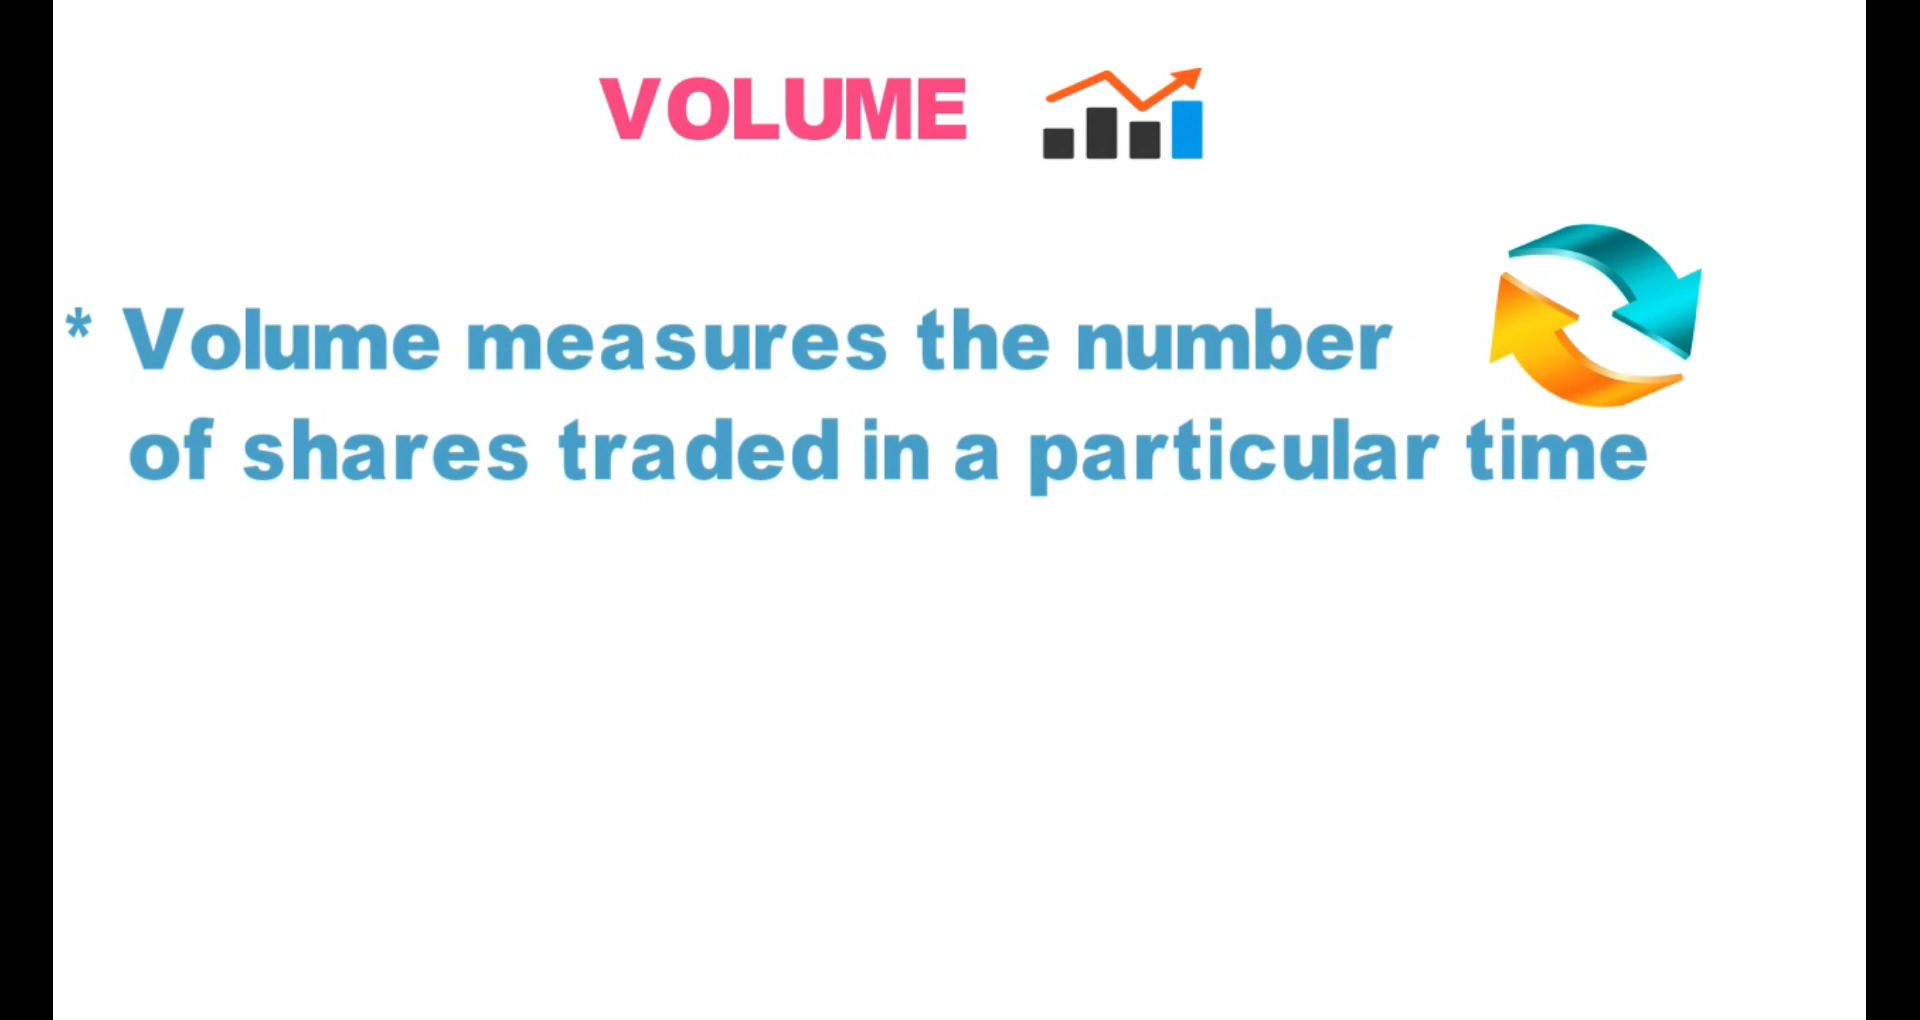 VOLUME
* Volume measures the number
of shares traded in a particular time